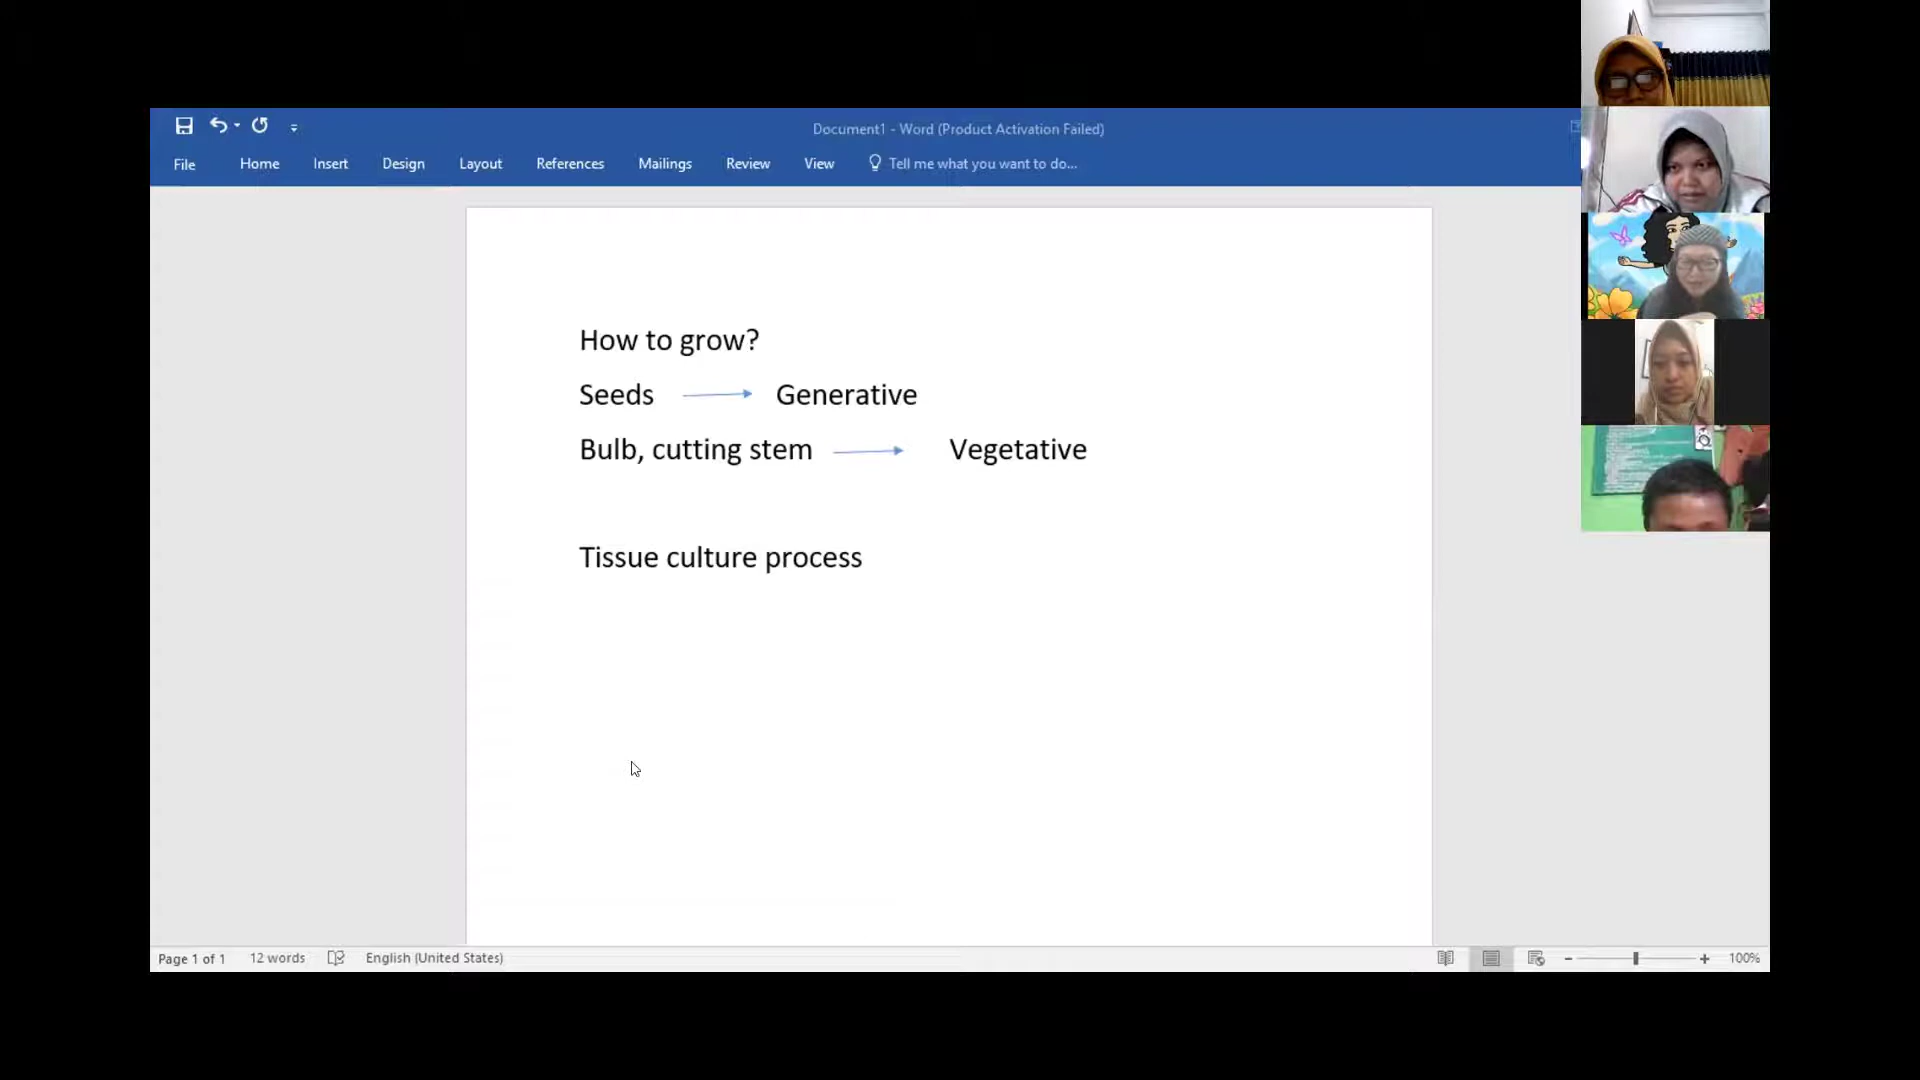 Document1 - Word (Product Activation Failed)
File Home Insert Design Layout References Mailings Review View Tell me what you want to do...
How to grow?
Seeds Generative
Bulb, cutting stem Vegetative
Tissue culture process
Page 1 of 1 12 words English (United States) 100%